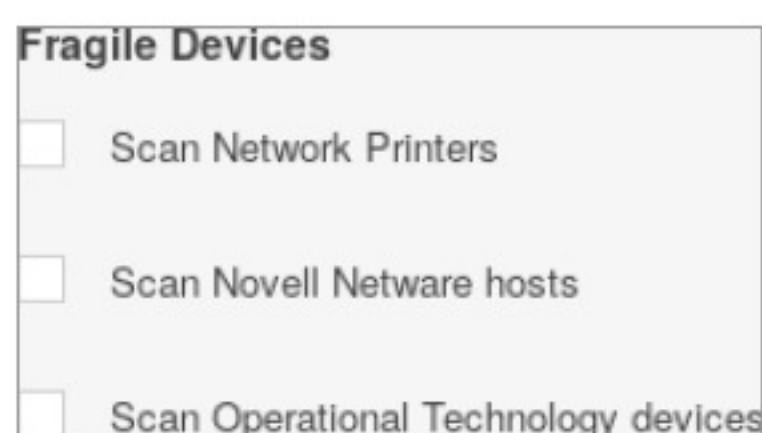 Fragile Devices
Scan Network Printers
Scan Novell Netware hosts
Scan Operational Technology devices